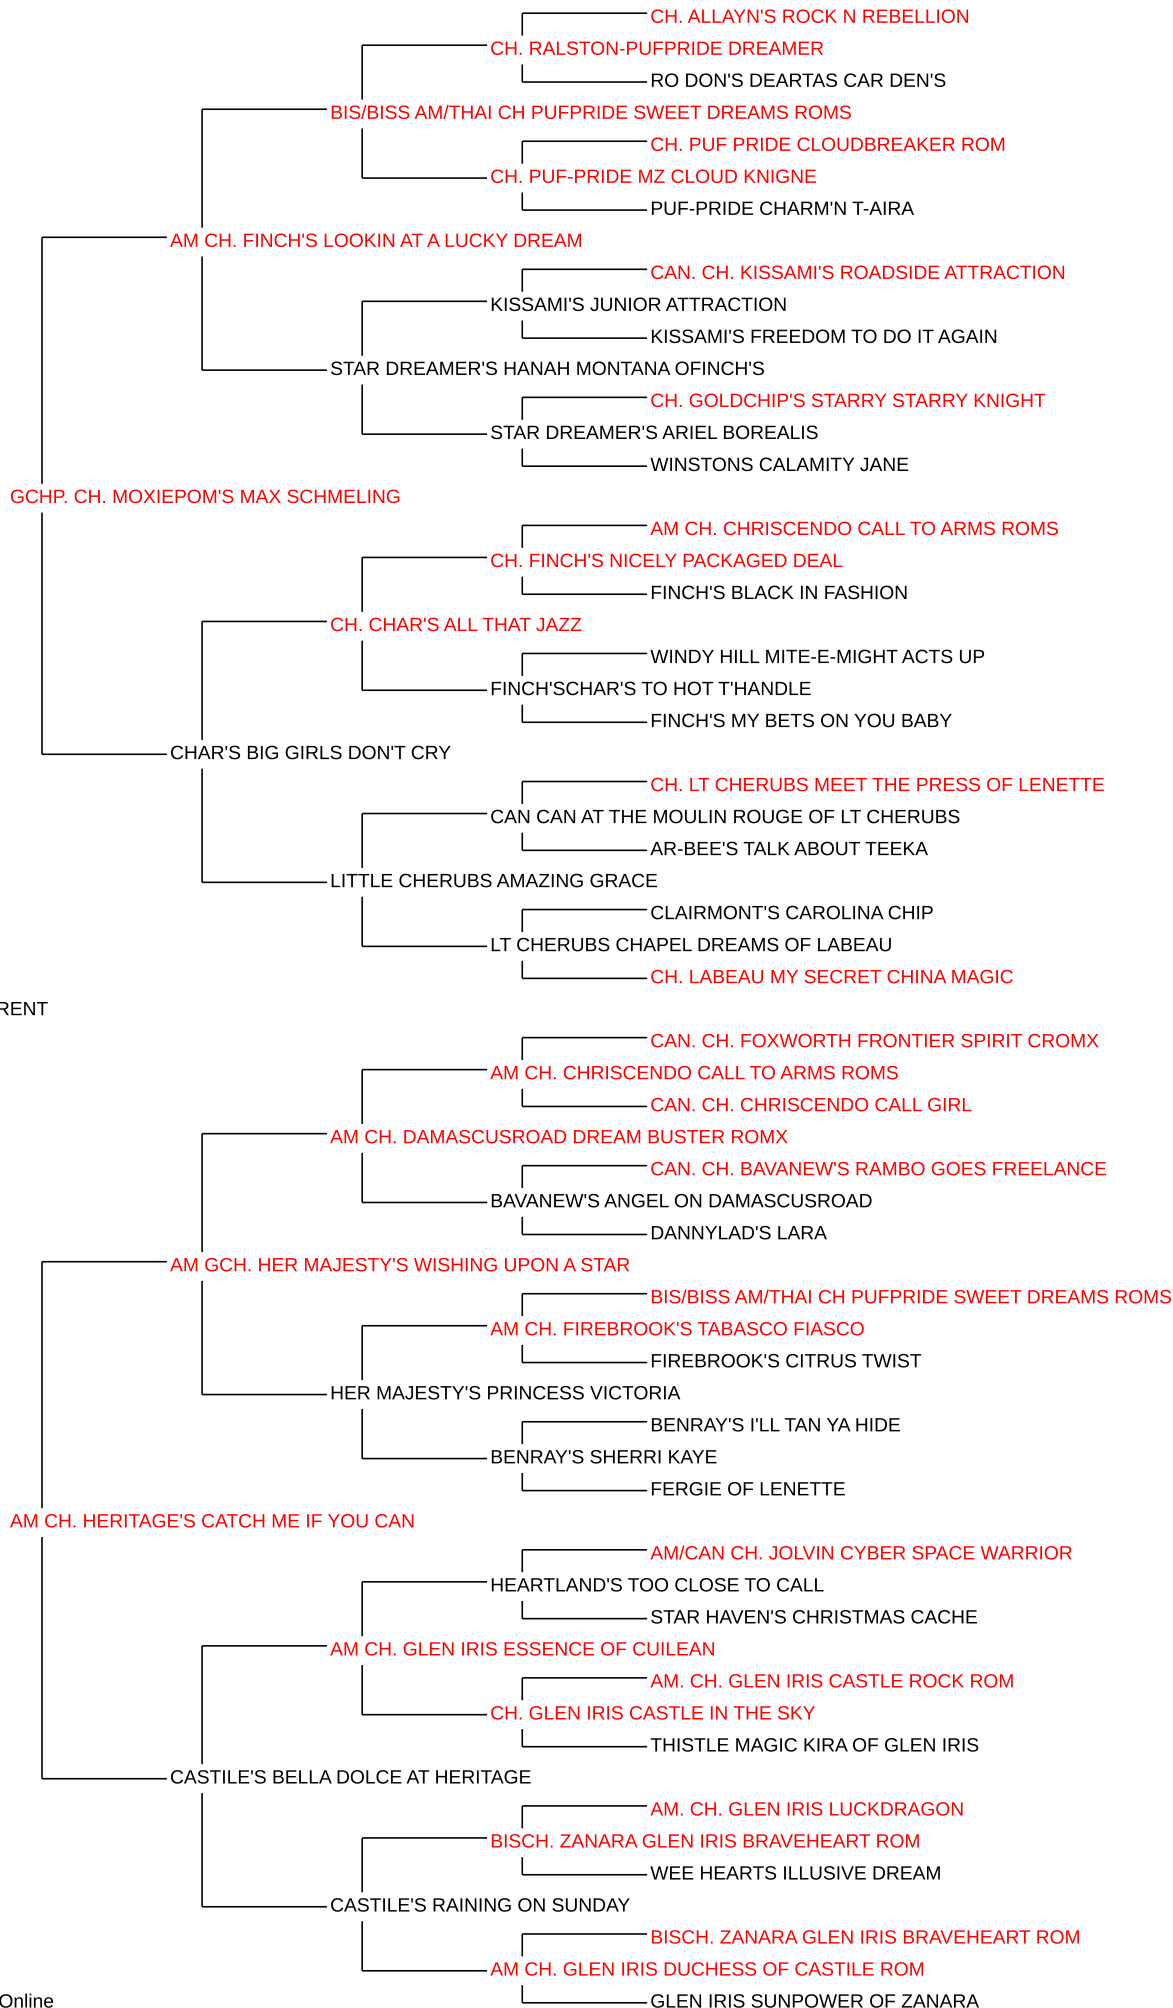 CH. ALLAYN'S ROCK N REBELLION
CH. RALSTON-PUFPRIDE DREAMER
RO DON'S DEARTAS CAR DEN'S
BIS/BISS AM/THAI CH PUFPRIDE SWEET DREAMS ROMS
CH. PUF PRIDE CLOUDBREAKER ROM
CH. PUF-PRIDE MZ CLOUD KNIGNE
PUF-PRIDE CHARM'N T-AIRA
AM CH. FINCH'S LOOKIN AT A LUCKY DREAM
CAN. CH. KISSAMI'S ROADSIDE ATTRACTION
KISSAMI'S JUNIOR ATTRACTION
KISSAMI'S FREEDOM TO DO IT AGAIN
STAR DREAMER'S HANAH MONTANA OFINCH'S
CH. GOLDCHIP'S STARRY STARRY KNIGHT
STAR DREAMER'S ARIEL BOREALIS
WINSTONS CALAMITY JANE
GCHP. CH. MOXIEPOM'S MAX SCHMELING
AM CH. CHRISCENDO CALL TO ARMS ROMS
CH. FINCH'S NICELY PACKAGED DEAL
FINCH'S BLACK IN FASHION
CH. CHAR'S ALL THAT JAZZ
WINDY HILL MITE-E-MIGHT ACTS UP
FINCH'SCHAR'S TO HOT T'HANDLE
FINCH'S MY BETS ON YOU BABY
CHAR'S BIG GIRLS DON'T CRY
CH. LT CHERUBS MEET THE PRESS OF LENETTE
CAN CAN AT THE MOULIN ROUGE OF LT CHERUBS
AR-BEE'S TALK ABOUT TEEKA
LITTLE CHERUBS AMAZING GRACE
CLAIRMONT'S CAROLINA CHIP
LT CHERUBS CHAPEL DREAMS OF LABEAU
CH. LABEAU MY SECRET CHINA MAGIC
RENT
CAN. CH. FOXWORTH FRONTIER SPIRIT CROMX
AM CH. CHRISCENDO CALL TO ARMS ROMS
CAN. CH. CHRISCENDO CALL GIRL
AM CH. DAMASCUSROAD DREAM BUSTER ROMX
CAN. CH. BAVANEW'S RAMBO GOES FREELANCE
BAVANEW'S ANGEL ON DAMASCUSROAD
DANNYLAD'S LARA
AM GCH. HER MAJESTY'S WISHING UPON A STAR
BIS/BISS AM/THAI CH PUFPRIDE SWEET DREAMS ROMS
AM CH. FIREBROOK'S TABASCO FIASCO
FIREBROOK'S CITRUS TWIST
HER MAJESTY'S PRINCESS VICTORIA
BENRAY'S I'LL TAN YA HIDE
BENRAY'S SHERRI KAYE
FERGIE OF LENETTE
AM CH. HERITAGE'S CATCH ME IF YOU CAN
AM/CAN CH. JOLVIN CYBER SPACE WARRIOR
HEARTLAND'S TOO CLOSE TO CALL
STAR HAVEN'S CHRISTMAS CACHE
AM CH. GLEN IRIS ESSENCE OF CUILEAN
AM. CH. GLEN IRIS CASTLE ROCK ROM
CH. GLEN IRIS CASTLE IN THE SKY
THISTLE MAGIC KIRA OF GLEN IRIS
CASTILE'S BELLA DOLCE AT HERITAGE
AM. CH. GLEN IRIS LUCKDRAGON
BISCH. ZANARA GLEN IRIS BRAVEHEART ROM
WEE HEARTS ILLUSIVE DREAM
CASTILE'S RAINING ON SUNDAY
BISCH. ZANARA GLEN IRIS BRAVEHEART ROM
AM CH. GLEN IRIS DUCHESS OF CASTILE ROM
Online
GLEN IRIS SUNPOWER OF ZANARA